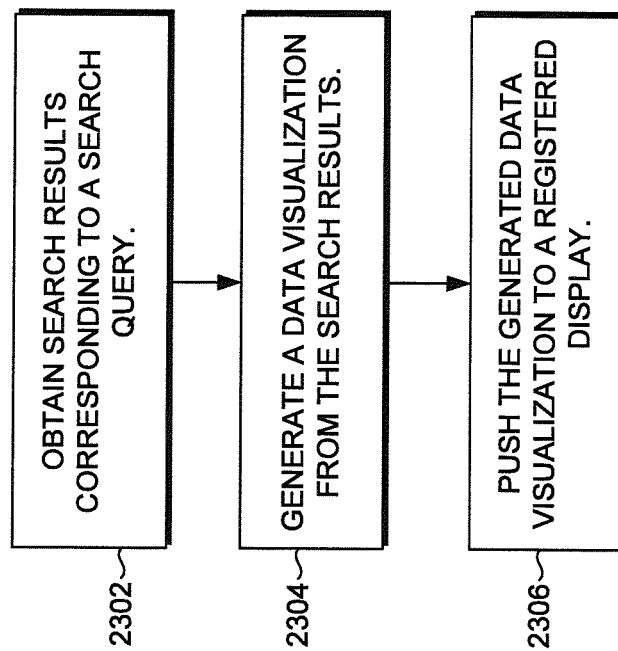 OBTAIN SEARCH RESULTS
CORRESPONDING TO A SEARCH
QUERY.
2302
GENERATE A DATA VISUALIZATION
FROM THE SEARCH RESULTS.
2304
PUSH THE GENERATED DATA
VISUALIZATION TO A REGISTERED
DISPLAY.
2306